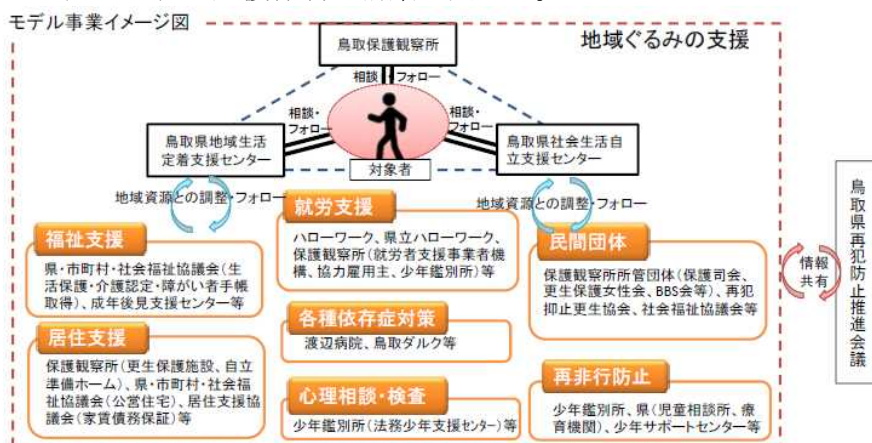 モデル事業イメージ図
地域ぐるみの支援
鳥取保護観察所
相談・フォロー
相談・
フォロー
相談・
フォロー
鳥取県地域生活
定着支援センター
対象者
鳥取県社会生活自
立支援センター
地域資源との調整・フォロー
地域資源との調整・フォロー
福祉支援
県・市町村・社会福祉協議会(生
活保護・介護認定・障がい者手帳
取得)、成年後見支援センター等
就労支援
ハローワーク、県立ハローワーク、
保護観察所(就労者支援事業者機
構、協力雇用主、少年鑑別所)等
民間団体
保護観察所所管団体(保護司会、
更生保護女性会、BBS会等)、再犯
抑止更生協会、社会福祉協議会等
居住支援
保護観察所(更生保護施設、自立
準備ホーム)、県・市町村・社会福
祉協議会(公営住宅)、居住支援協
議会(家賃債務保証)等
各種依存症対策
渡辺病院、鳥取ダルク等
心理相談・検査
少年鑑別所(法務少年支援センター)等
再非行防止
少年鑑別所、県(児童相談所、療
育機関)、少年サポートセンター等
情報
共有
鳥取県再犯防止推進会議